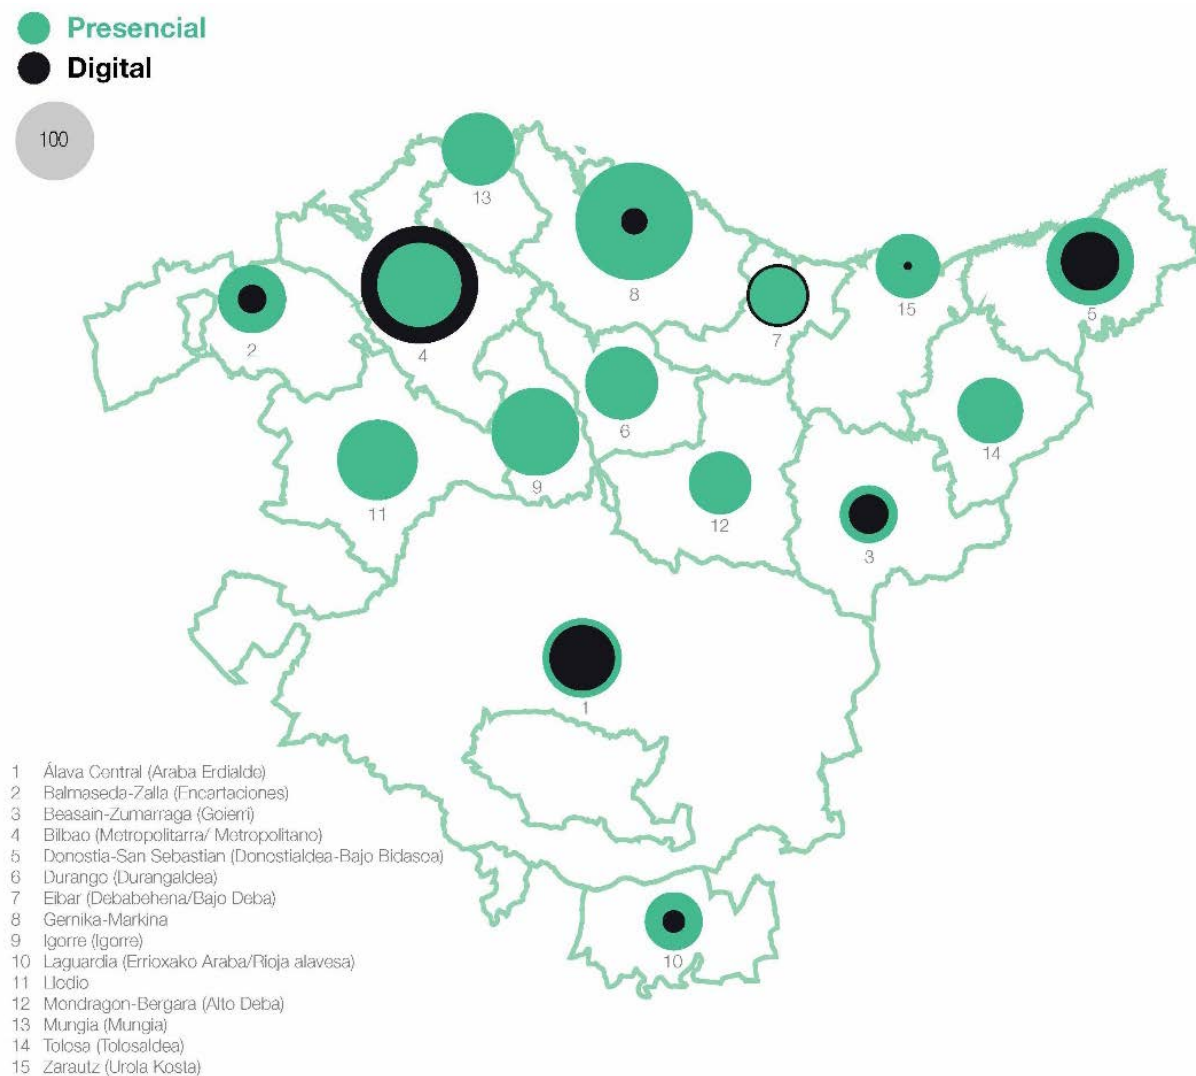 Presencial
Digital
100
13
8
15
5
2
4
7
6
14
9
11
12
3
1
10
1 Álava Central (Araba Erdialde)
2 Balmaseda-Zalla (Encartaciones)
3 Beasain-Zumarraga (Goierri)
4 Bilbao (Metropolitarra/ Metropolitano)
5 Donostia-San Sebastian (Donostialdea-Bajo Bidasoa)
6 Durango (Durangaldea)
7 Eibar (Debabehena/Bajo Deba)
8 Gernika-Markina
9 Igorre (Igorre)
10 Laguardia (Errioxako Araba/Rioja alavesa)
11 Llodio
12 Mondragon-Bergara (Alto Deba)
13 Mungia (Mungia)
14 Tolosa (Tolosaldea)
15 Zarautz (Urola Kosta)